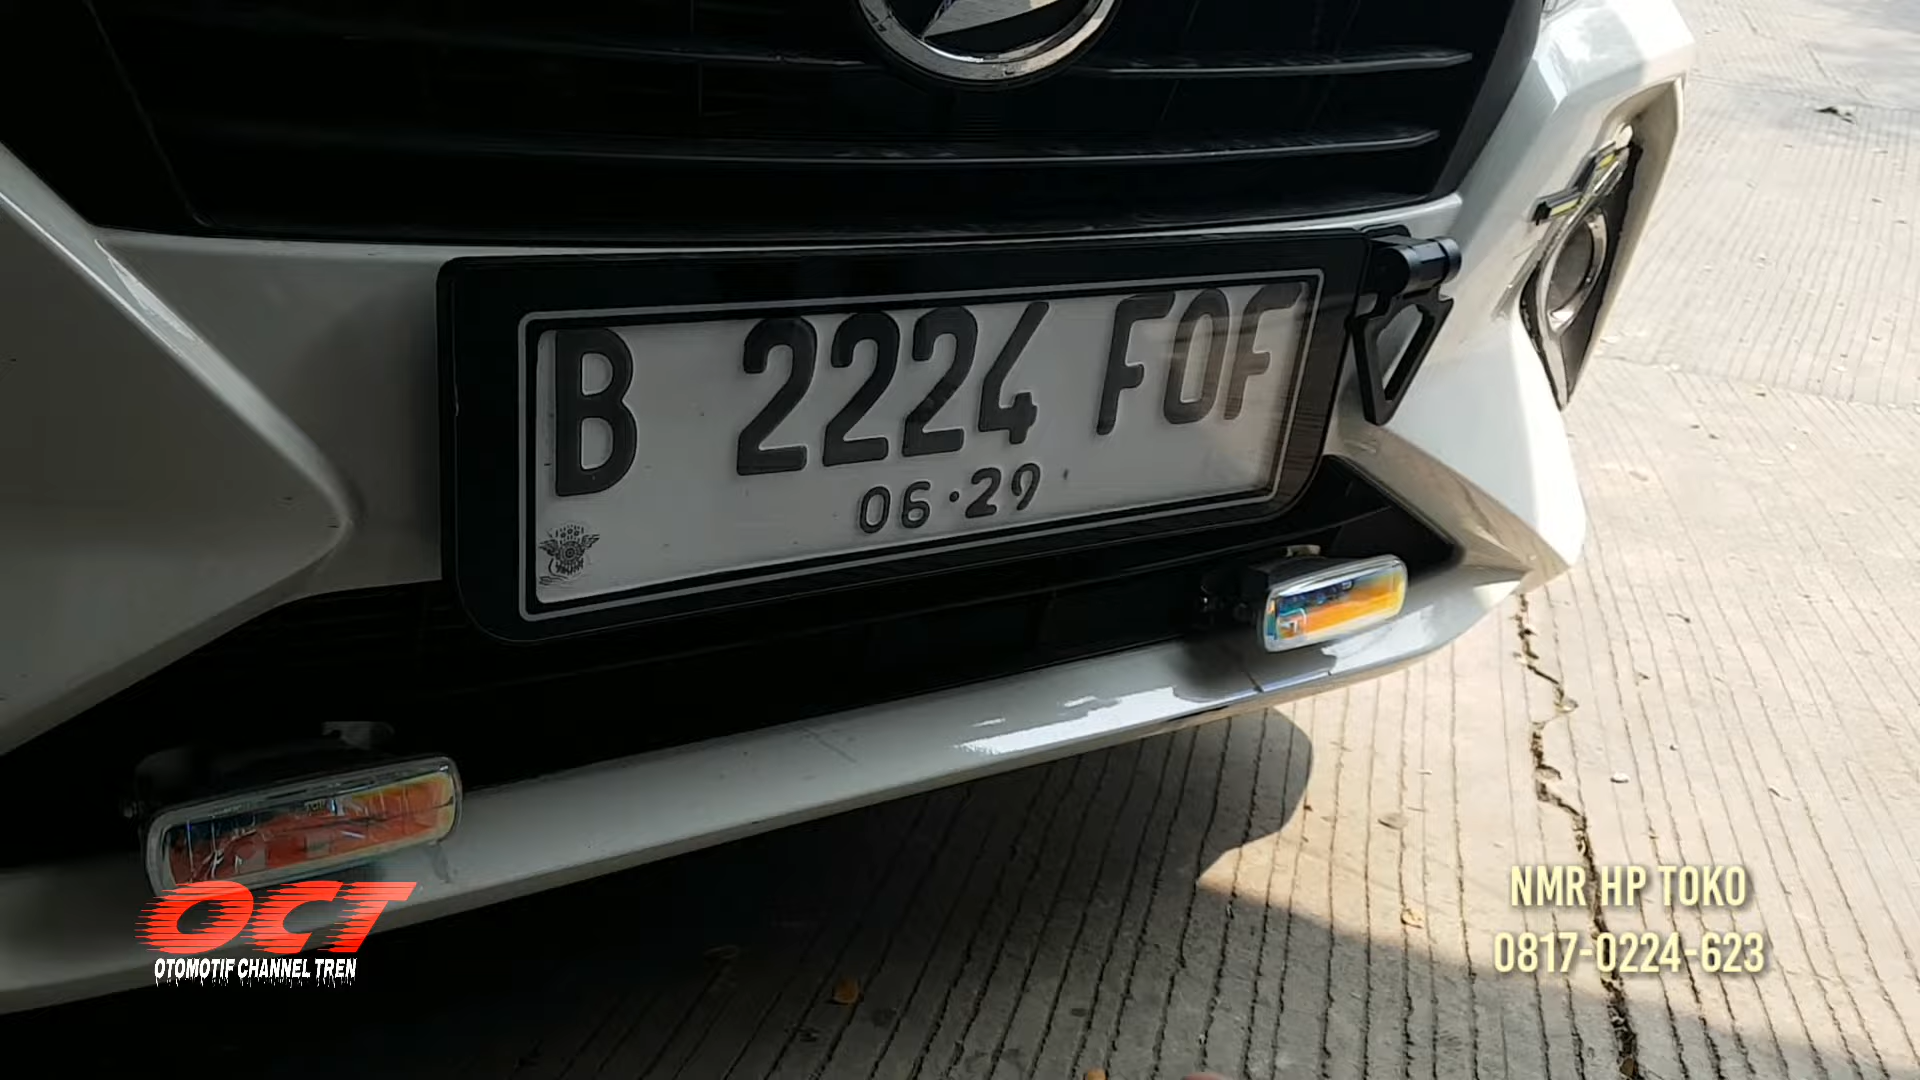 B 2224 FOF
06·29
OCT
OTOMOTIF CHANNEL TREN
NMR HP TOKO
0817-0224-623